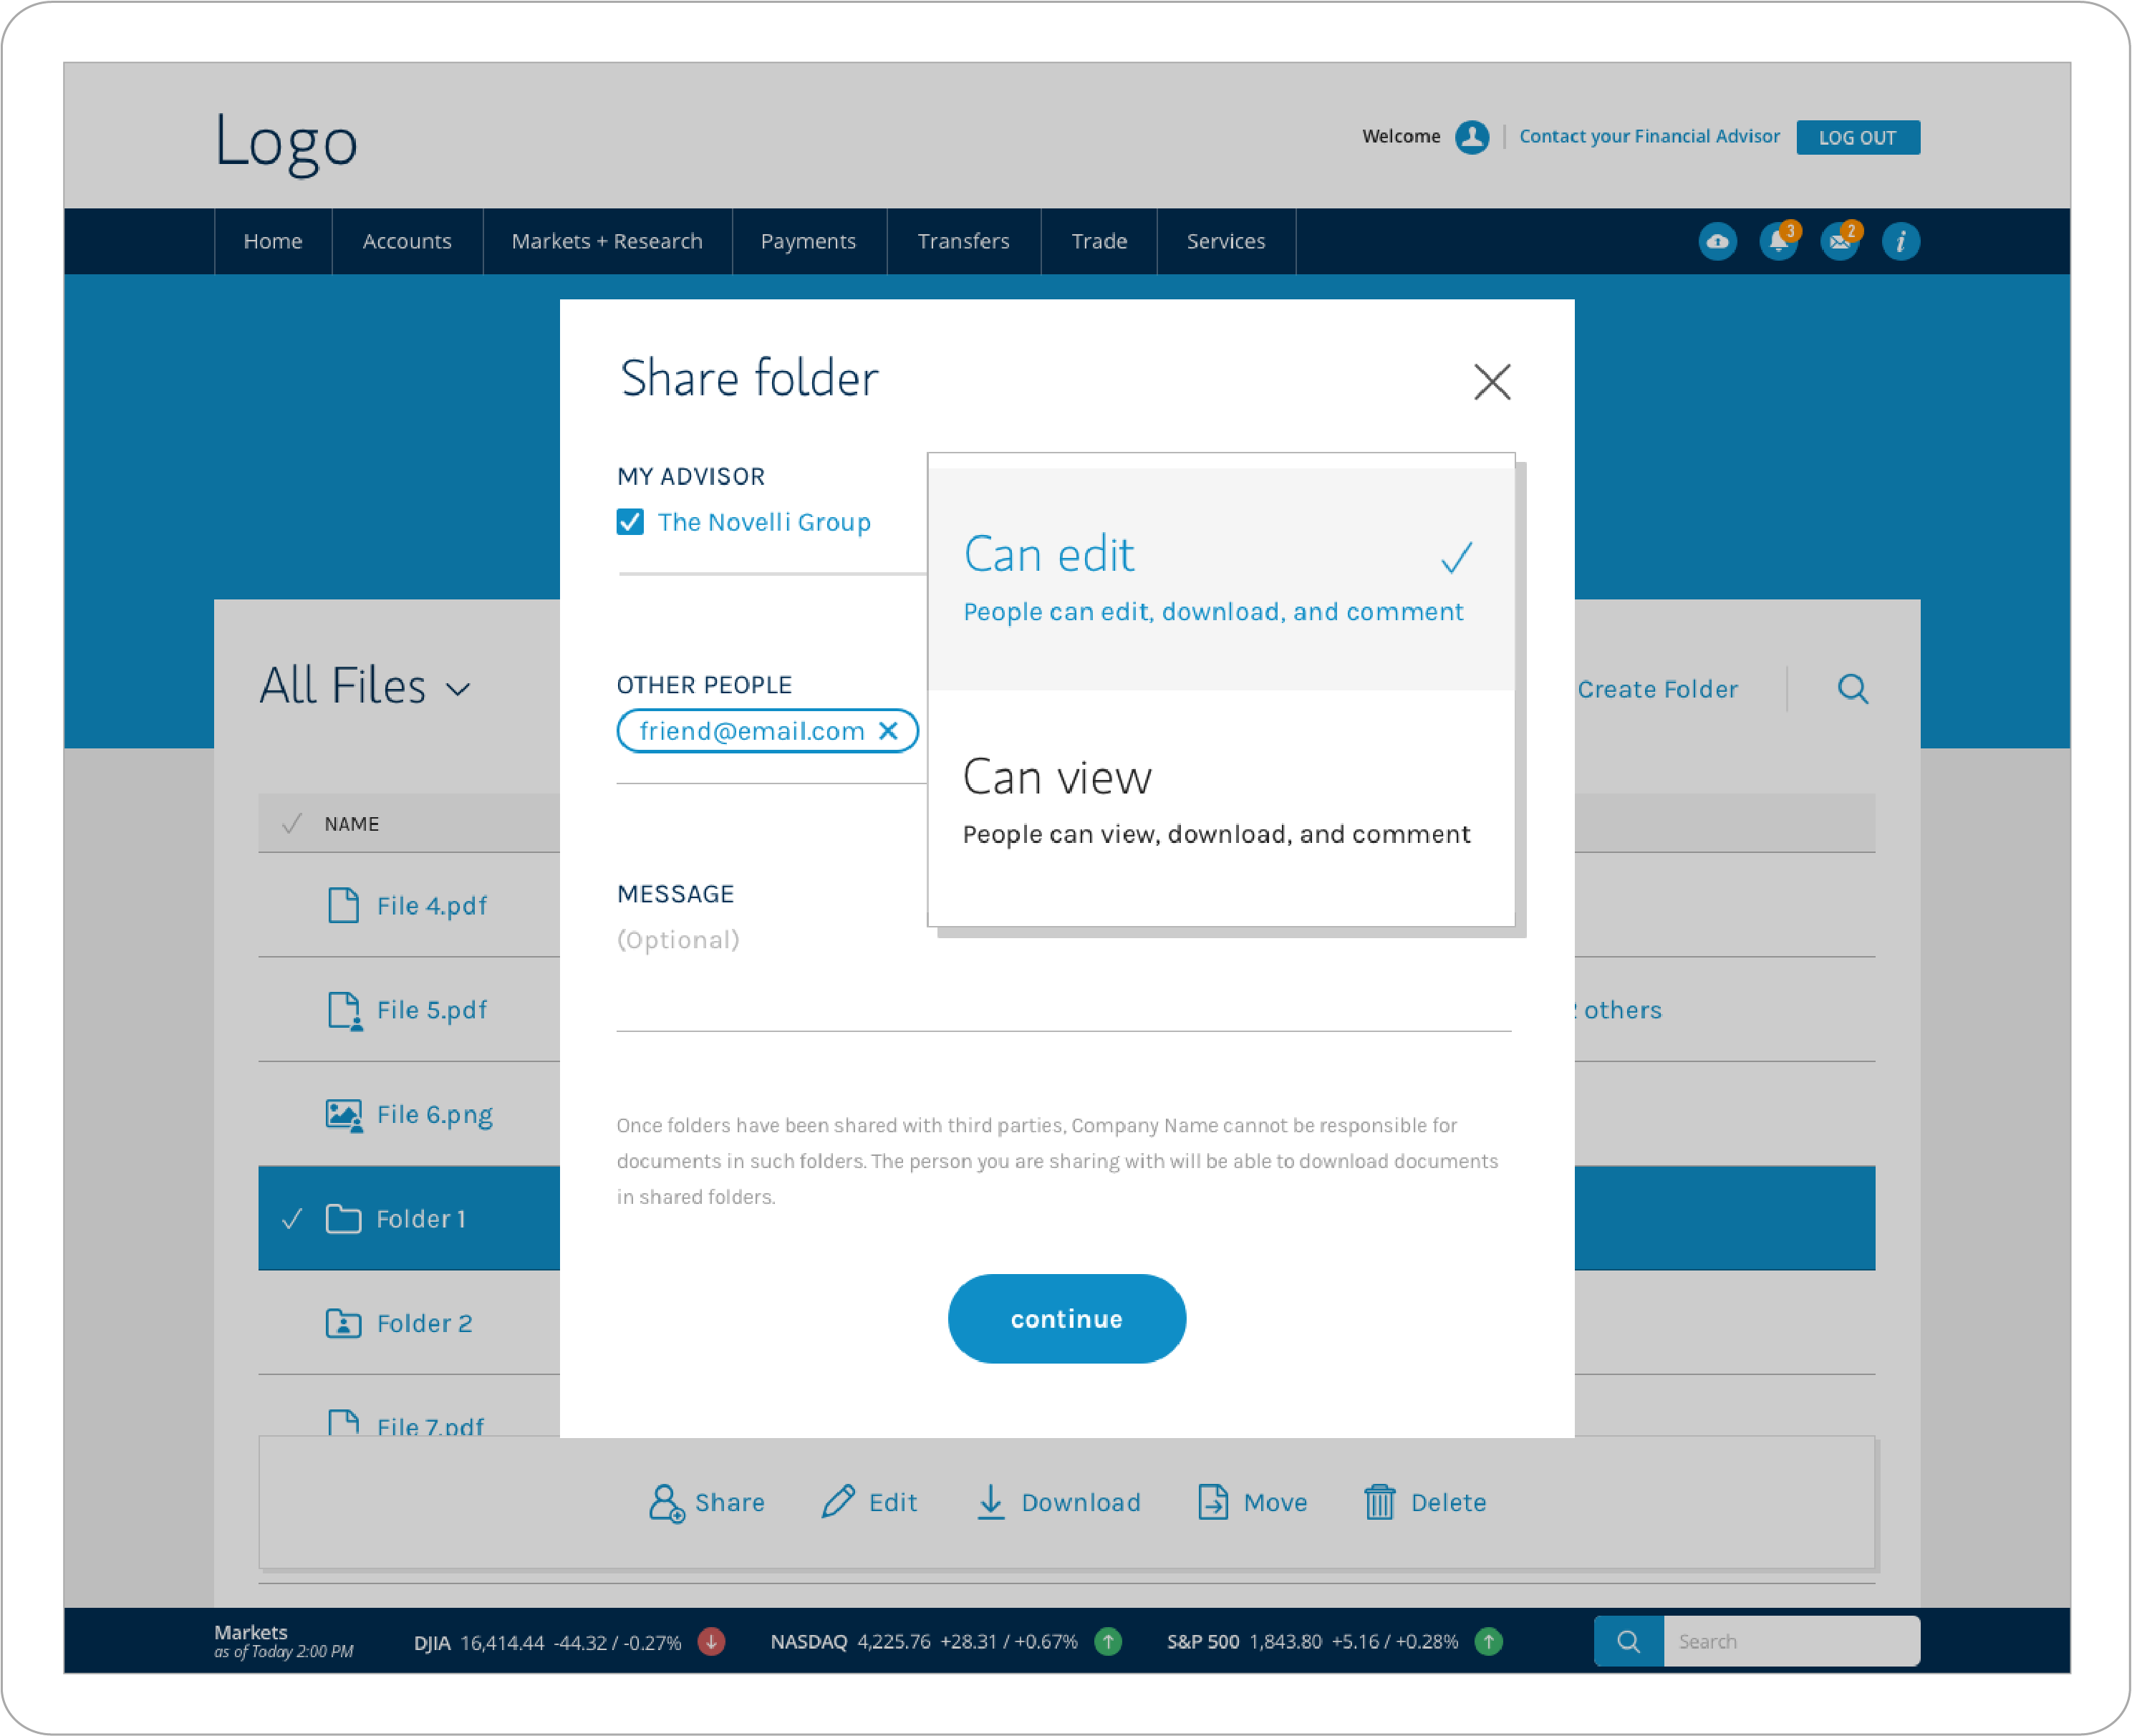 Logo
Welcome
Contact your Financial Advisor
LOG OUT
Home Accounts Markets + Research Payments Transfers Trade Services
3 2 i
Share folder
MY ADVISOR
The Novelli Group
Can edit
People can edit, download, and comment
OTHER PEOPLE
friend@email.com
Can view
People can view, download, and comment
MESSAGE
(Optional)
Once folders have been shared with third parties, Company Name cannot be responsible for
documents in such folders. The person you are sharing with will be able to download documents
in shared folders.
continue
All Files
Create Folder
NAME
File 4.pdf
File 5.pdf
others
File 6.png
Folder 1
Folder 2
File 7.pdf
Share Edit Download Move Delete
Markets
as of Today 2:00 PM
DJIA 16,414.44 -44.32 / -0.27%
NASDAQ 4,225.76 +28.31 / +0.67%
S&P 500 1,843.80 +5.16 / +0.28%
Search